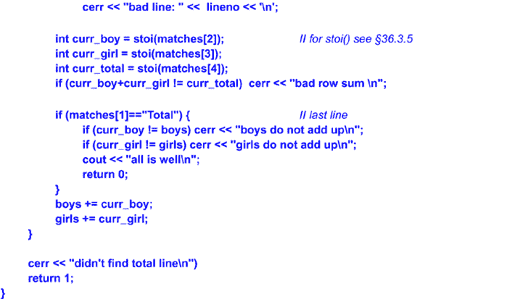 cerr << "bad line: " << lineno << '\n';
int curr_boy = stoi(matches[2]); // for stoi() see §36.3.5
int curr_girl = stoi(matches[3]);
int curr_total = stoi(matches[4]);
if (curr_boy+curr_girl != curr_total) cerr << "bad row sum \n";
if (matches[1]=="Total") { // last line
if (curr_boy != boys) cerr << "boys do not add up\n";
if (curr_girl != girls) cerr << "girls do not add up\n";
cout << "all is well\n";
return 0;
}
boys += curr_boy;
girls += curr_girl;
}
cerr << "didn't find total line\n")
return 1;
}